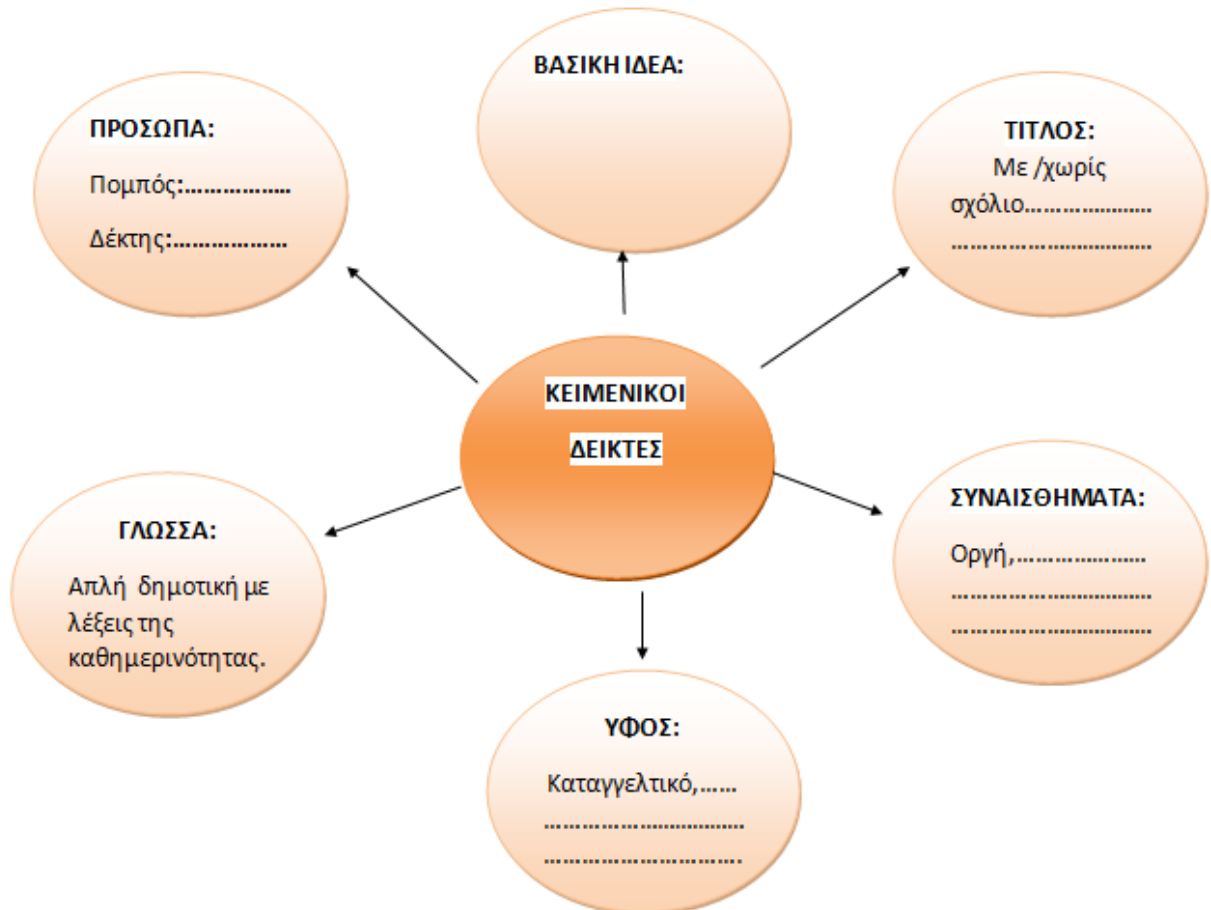 ΒΑΣΙΚΗ ΙΔΕΑ:
ΠΡΟΣΩΠΑ:
Πομπός:……………..
Δέκτης:………………
ΤΙΤΛΟΣ:
Με /χωρίς
σχόλιο…………………
……………………………
ΚΕΙΜΕΝΙΚΟΙ
ΔΕΙΚΤΕΣ
ΓΛΩΣΣΑ:
Απλή δημοτική με
λέξεις της
καθημερινότητας.
ΣΥΝΑΙΣΘΗΜΑΤΑ:
Οργή,…………………
……………………………
……………………………
ΥΦΟΣ:
Καταγγελτικό,……
……………………………
………………………….